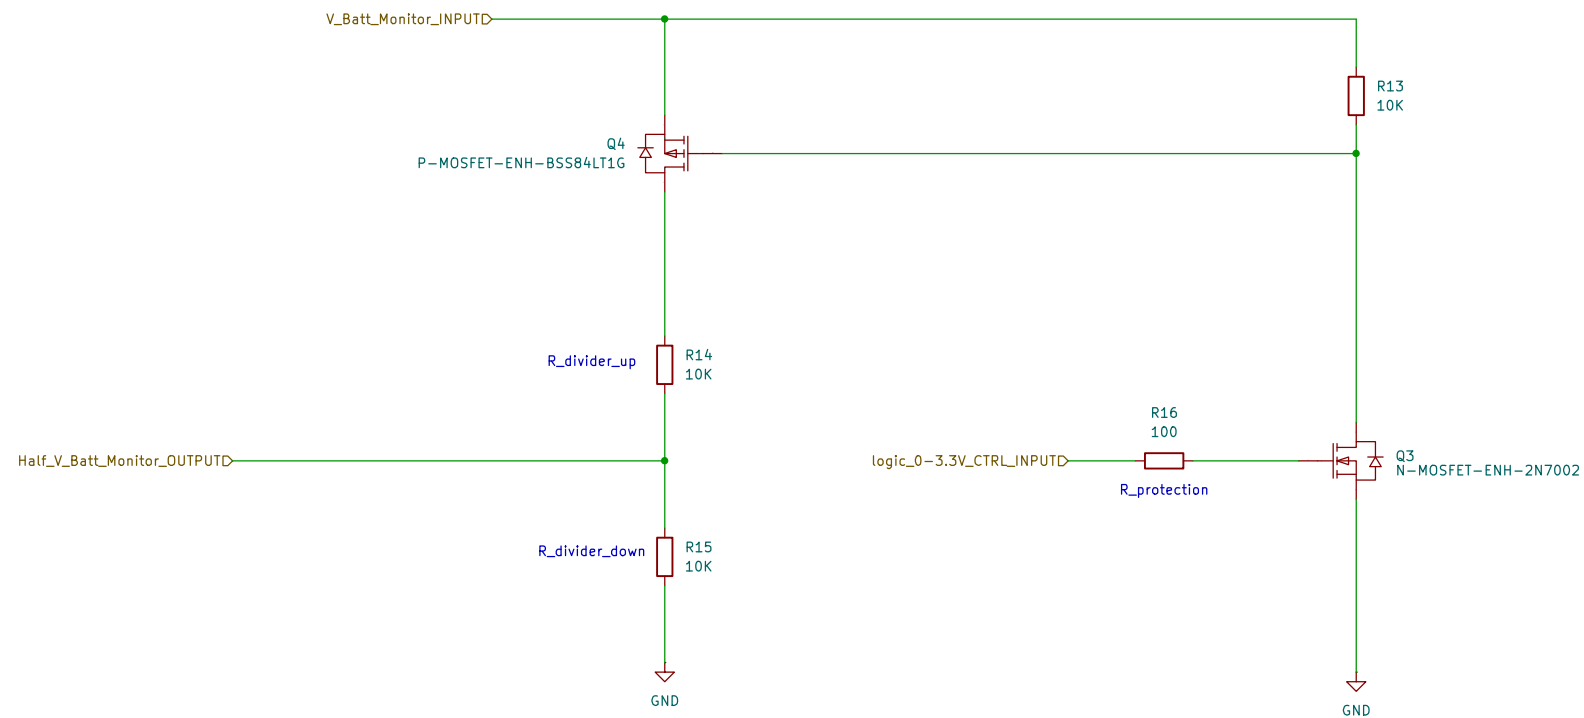 V_Batt_Monitor_INPUT
R13
10K
Q4
P-MOSFET-ENH-BSS84LT1G
R_divider_up
R14
10K
R16
100
Half_V_Batt_Monitor_OUTPUT
logic_0-3.3V_CTRL_INPUT
Q3
N-MOSFET-ENH-2N7002
R_protection
R_divider_down
R15
10K
GND
GND